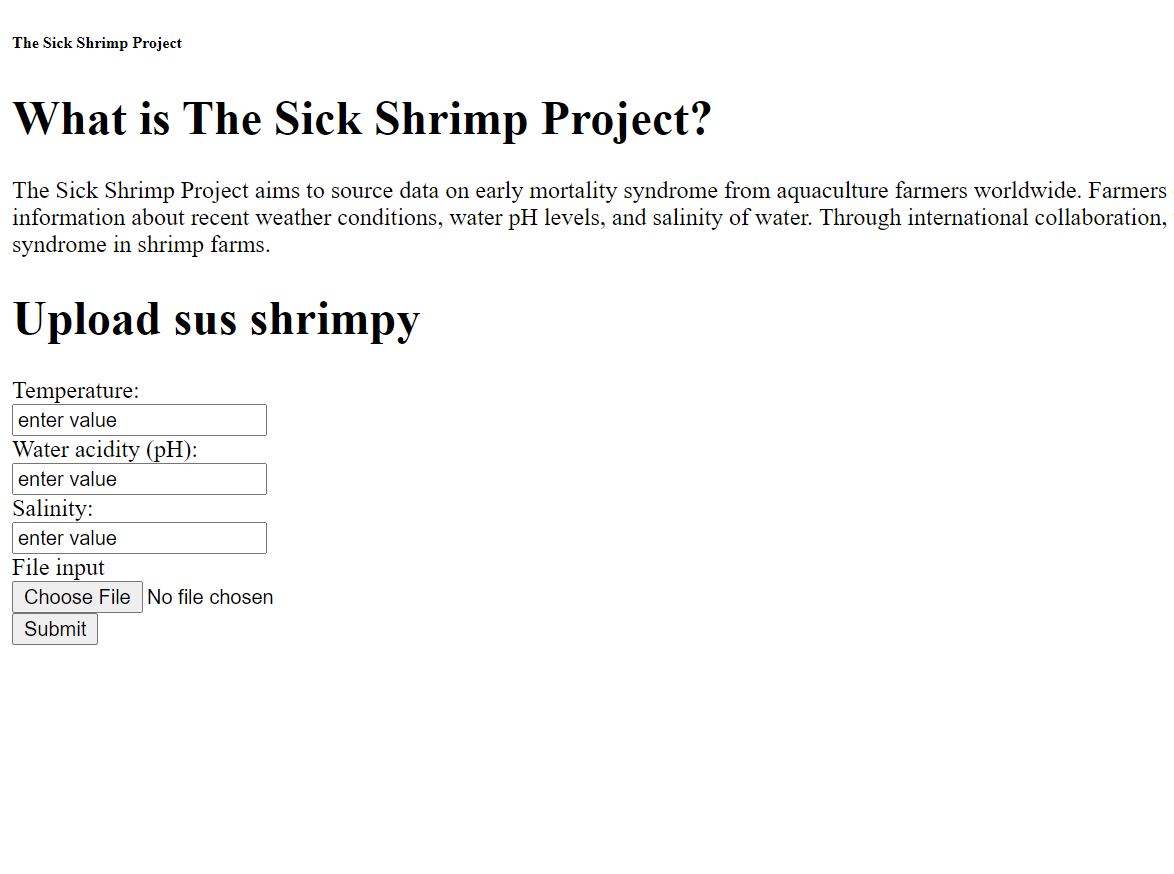 The Sick Shrimp Project
What is The Sick Shrimp Project?
The Sick Shrimp Project aims to source data on early mortality syndrome from aquaculture farmers worldwide. Farmers
information about recent weather conditions, water pH levels, and salinity of water. Through international collaboration,
syndrome in shrimp farms.
Upload sus shrimpy
Temperature:
enter value
Water acidity (pH):
enter value
Salinity:
enter value
File input
Choose File No file chosen
Submit